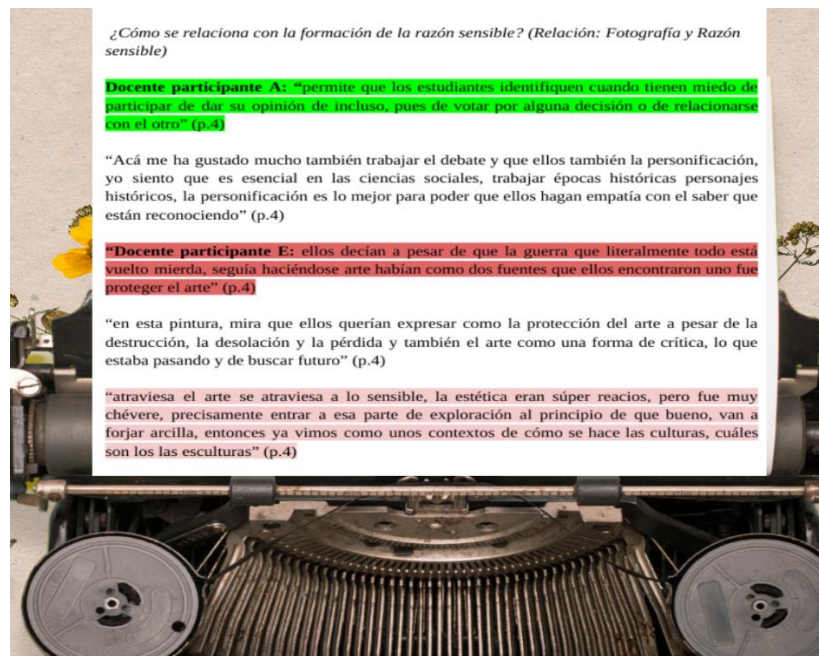 ¿Cómo se relaciona con la formación de la razón sensible? (Relación: Fotografía y Razón
sensible)
Docente participante A: “permite que los estudiantes identifiquen cuando tienen miedo de
participar de dar su opinión de incluso, pues de votar por alguna decisión o de relacionarse
con el otro” (p.4)
“Acá me ha gustado mucho también trabajar el debate y que ellos también la personificación,
yo siento que es esencial en las ciencias sociales, trabajar épocas históricas personajes
históricos, la personificación es lo mejor para poder que ellos hagan empatía con el saber que
están reconociendo” (p.4)
“Docente participante E: ellos decían a pesar de que la guerra que literalmente todo está
vuelto mierda, seguía haciéndose arte habían como dos fuentes que ellos encontraron uno fue
proteger el arte” (p.4)
“en esta pintura, mira que ellos querían expresar como la protección del arte a pesar de la
destrucción, la desolación y la pérdida y también el arte como una forma de crítica, lo que
estaba pasando y de buscar futuro” (p.4)
“atraviesa el arte se atraviesa a lo sensible, la estética eran súper reacios, pero fue muy
chévere, precisamente entrar a esa parte de exploración al principio de que bueno, van a
forjar arcilla, entonces ya vimos como unos contextos de cómo se hace las culturas, cuáles
son los las esculturas” (p.4)